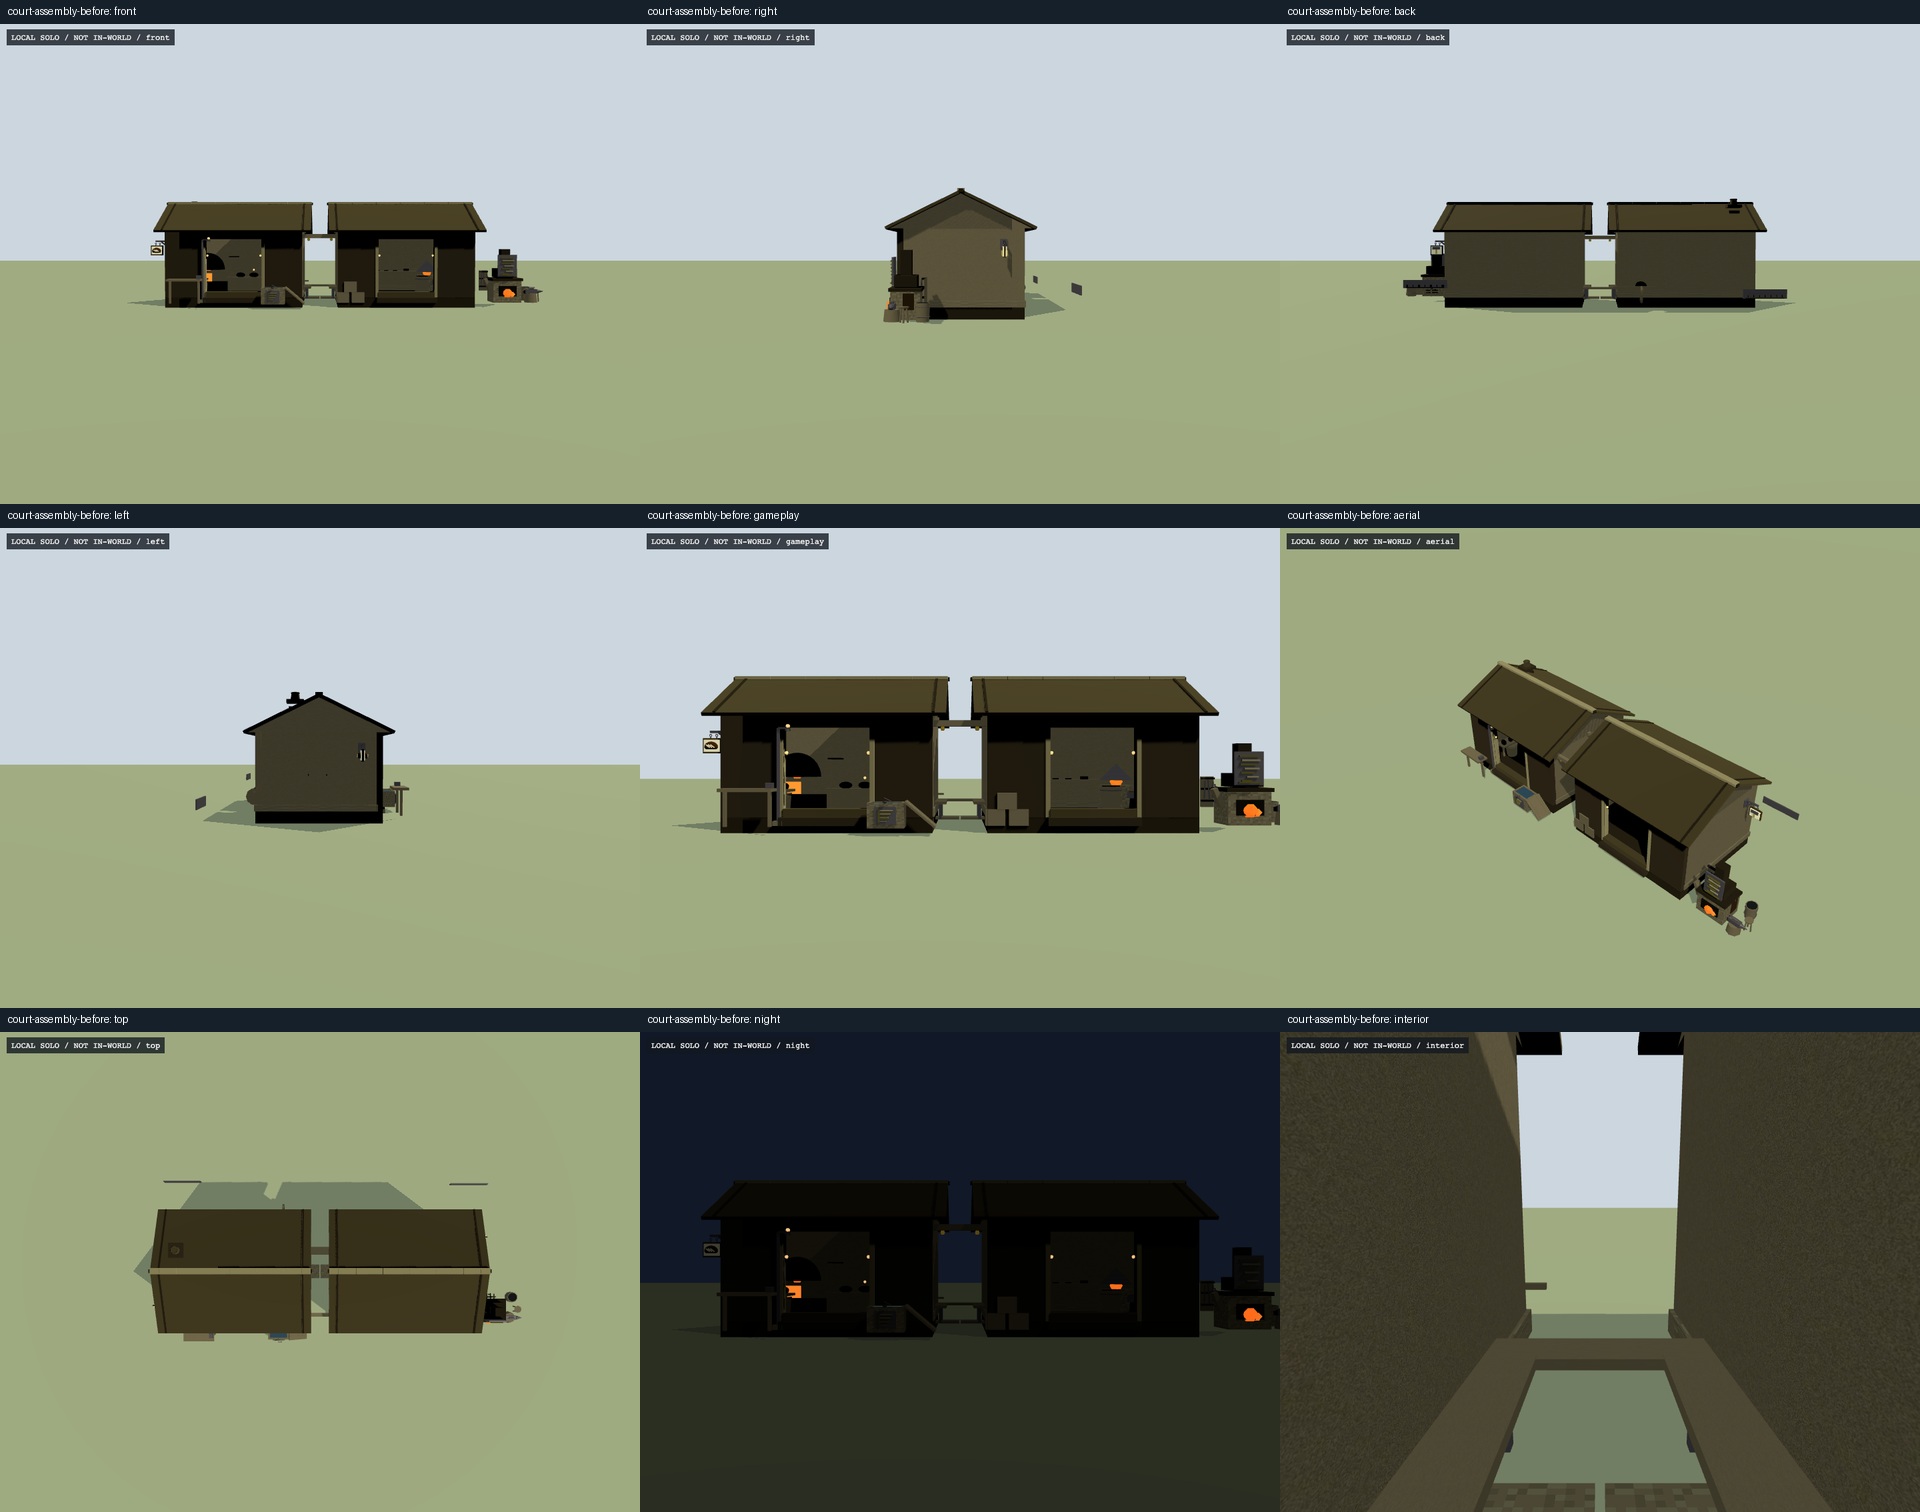 court-assembly-before: front
court-assembly-before: right
court-assembly-before: back
LOCAL SOLO / NOT IN-WORLD / front
LOCAL SOLO / NOT IN-WORLD / right
LOCAL SOLO / NOT IN-WORLD / back
court-assembly-before: left
court-assembly-before: gameplay
court-assembly-before: aerial
LOCAL SOLO / NOT IN-WORLD / left
LOCAL SOLO / NOT IN-WORLD / gameplay
LOCAL SOLO / NOT IN-WORLD / aerial
court-assembly-before: top
court-assembly-before: night
court-assembly-before: interior
LOCAL SOLO / NOT IN-WORLD / top
LOCAL SOLO / NOT IN-WORLD / night
LOCAL SOLO / NOT IN-WORLD / interior